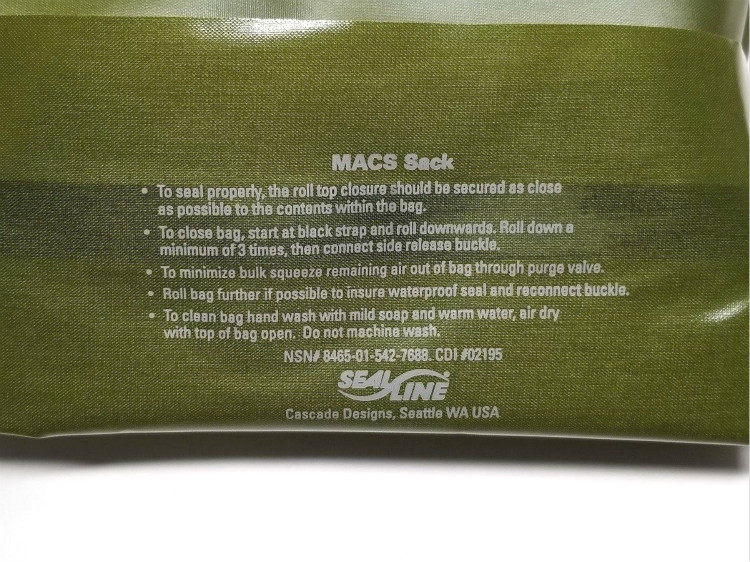 MACS Sack
• To seal properly, the roll top closure should be secured as close
as possible to the contents within the bag.
• To close bag, start at black strap and roll downwards. Roll down a
minimum of 3 times, then connect side release buckle.
• To minimize bulk squeeze remaining air out of bag through purge valve.
• Roll bag further if possible to insure waterproof seal and reconnect buckle.
• To clean bag hand wash with mild soap and warm water, air dry
with top of bag open. Do not machine wash.
NSN# 8465-01-542-7688. CDI #02195
SEAL LINE®
Cascade Designs, Seattle WA USA